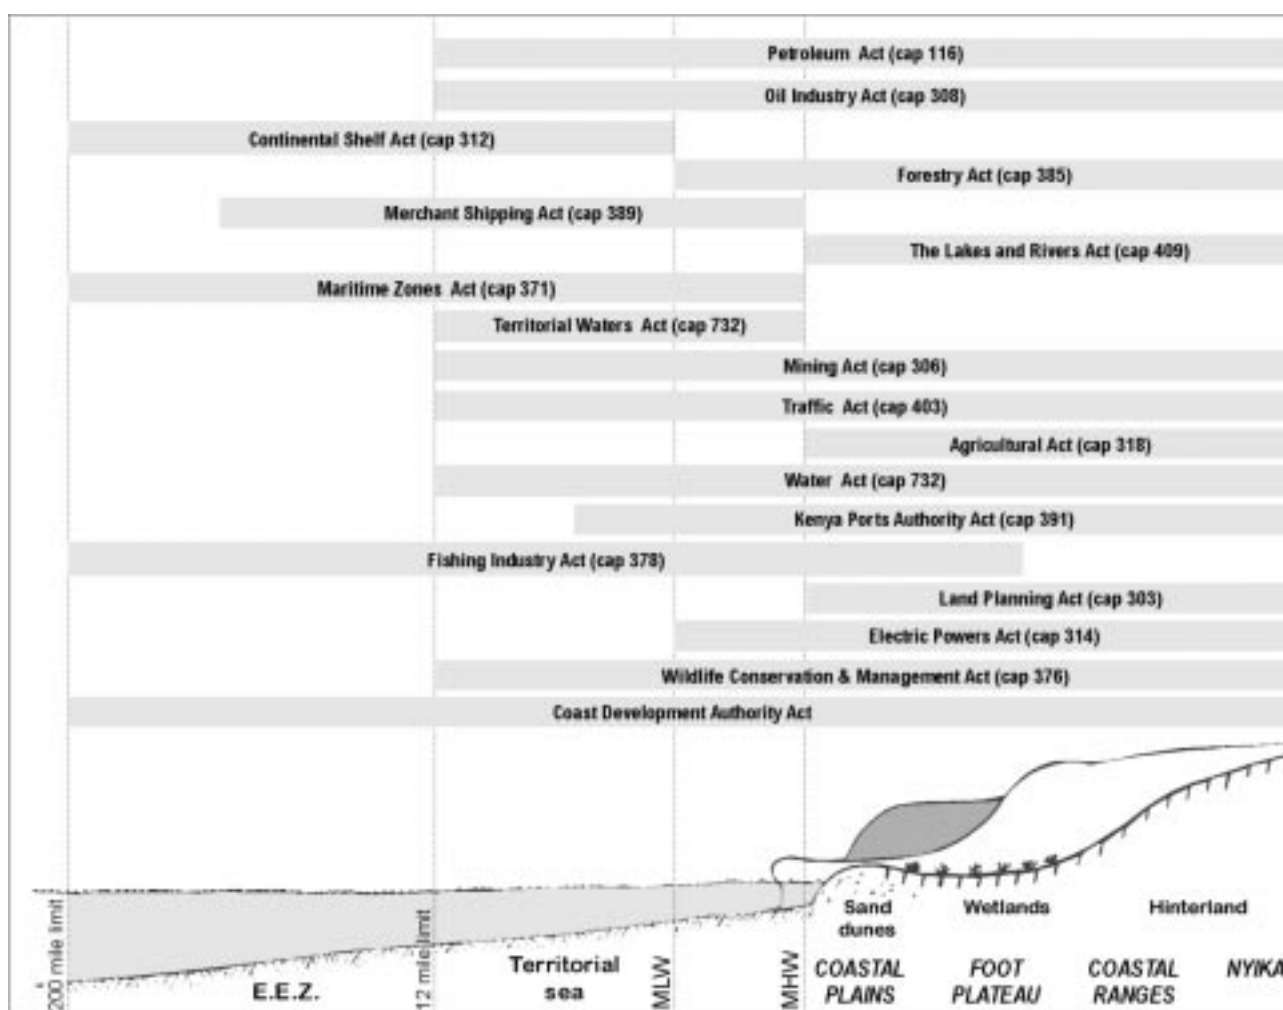 Petroleum Act (cap 116)
Oil Industry Act (cap 308)
Continental Shelf Act (cap 312)
Forestry Act (cap 385)
Merchant Shipping Act (cap 389)
The Lakes and Rivers Act (cap 409)
Maritime Zones Act (cap 371)
Territorial Waters Act (cap 732)
Mining Act (cap 306)
Traffic Act (cap 403)
Agricultural Act (cap 318)
Water Act (cap 732)
Kenya Ports Authority Act (cap 391)
Fishing Industry Act (cap 378)
Land Planning Act (cap 303)
Electric Powers Act (cap 314)
Wildlife Conservation & Management Act (cap 376)
Coast Development Authority Act
200 mile limit
E.E.Z.
12 mile limit
Territorial
sea
MLW
MHW
Sand
dunes
Wetlands
Hinterland
COASTAL
PLAINS
FOOT
PLATEAU
COASTAL
RANGES
NYIKA